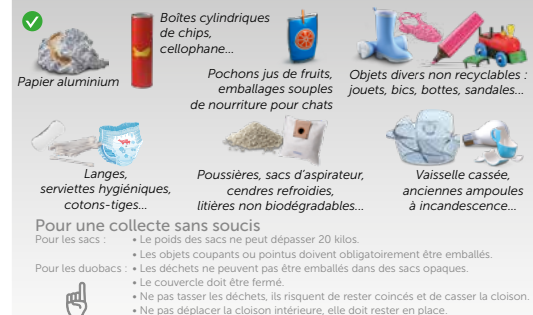 Papier aluminium
Boîtes cylindriques
de chips,
cellophane...
Pochons jus de fruits,
emballages souples
de nourriture pour chats
Objets divers non recyclables :
jouets, bics, bottes, sandales...
Langes,
serviettes hygiéniques,
cotons-tiges...
Poussières, sacs d'aspirateur,
cendres refroidies,
litières non biodégradables...
Vaisselle cassée,
anciennes ampoules
à incandescence...
Pour une collecte sans soucis
Pour les sacs : • Le poids des sacs ne peut dépasser 20 kilos.
• Les objets coupants ou pointus doivent obligatoirement être emballés.
Pour les duobacs : • Les déchets ne peuvent pas être emballés dans des sacs opaques.
• Le couvercle doit être fermé.
• Ne pas tasser les déchets, ils risquent de rester coincés et de casser la cloison.
• Ne pas déplacer la cloison intérieure, elle doit rester en place.